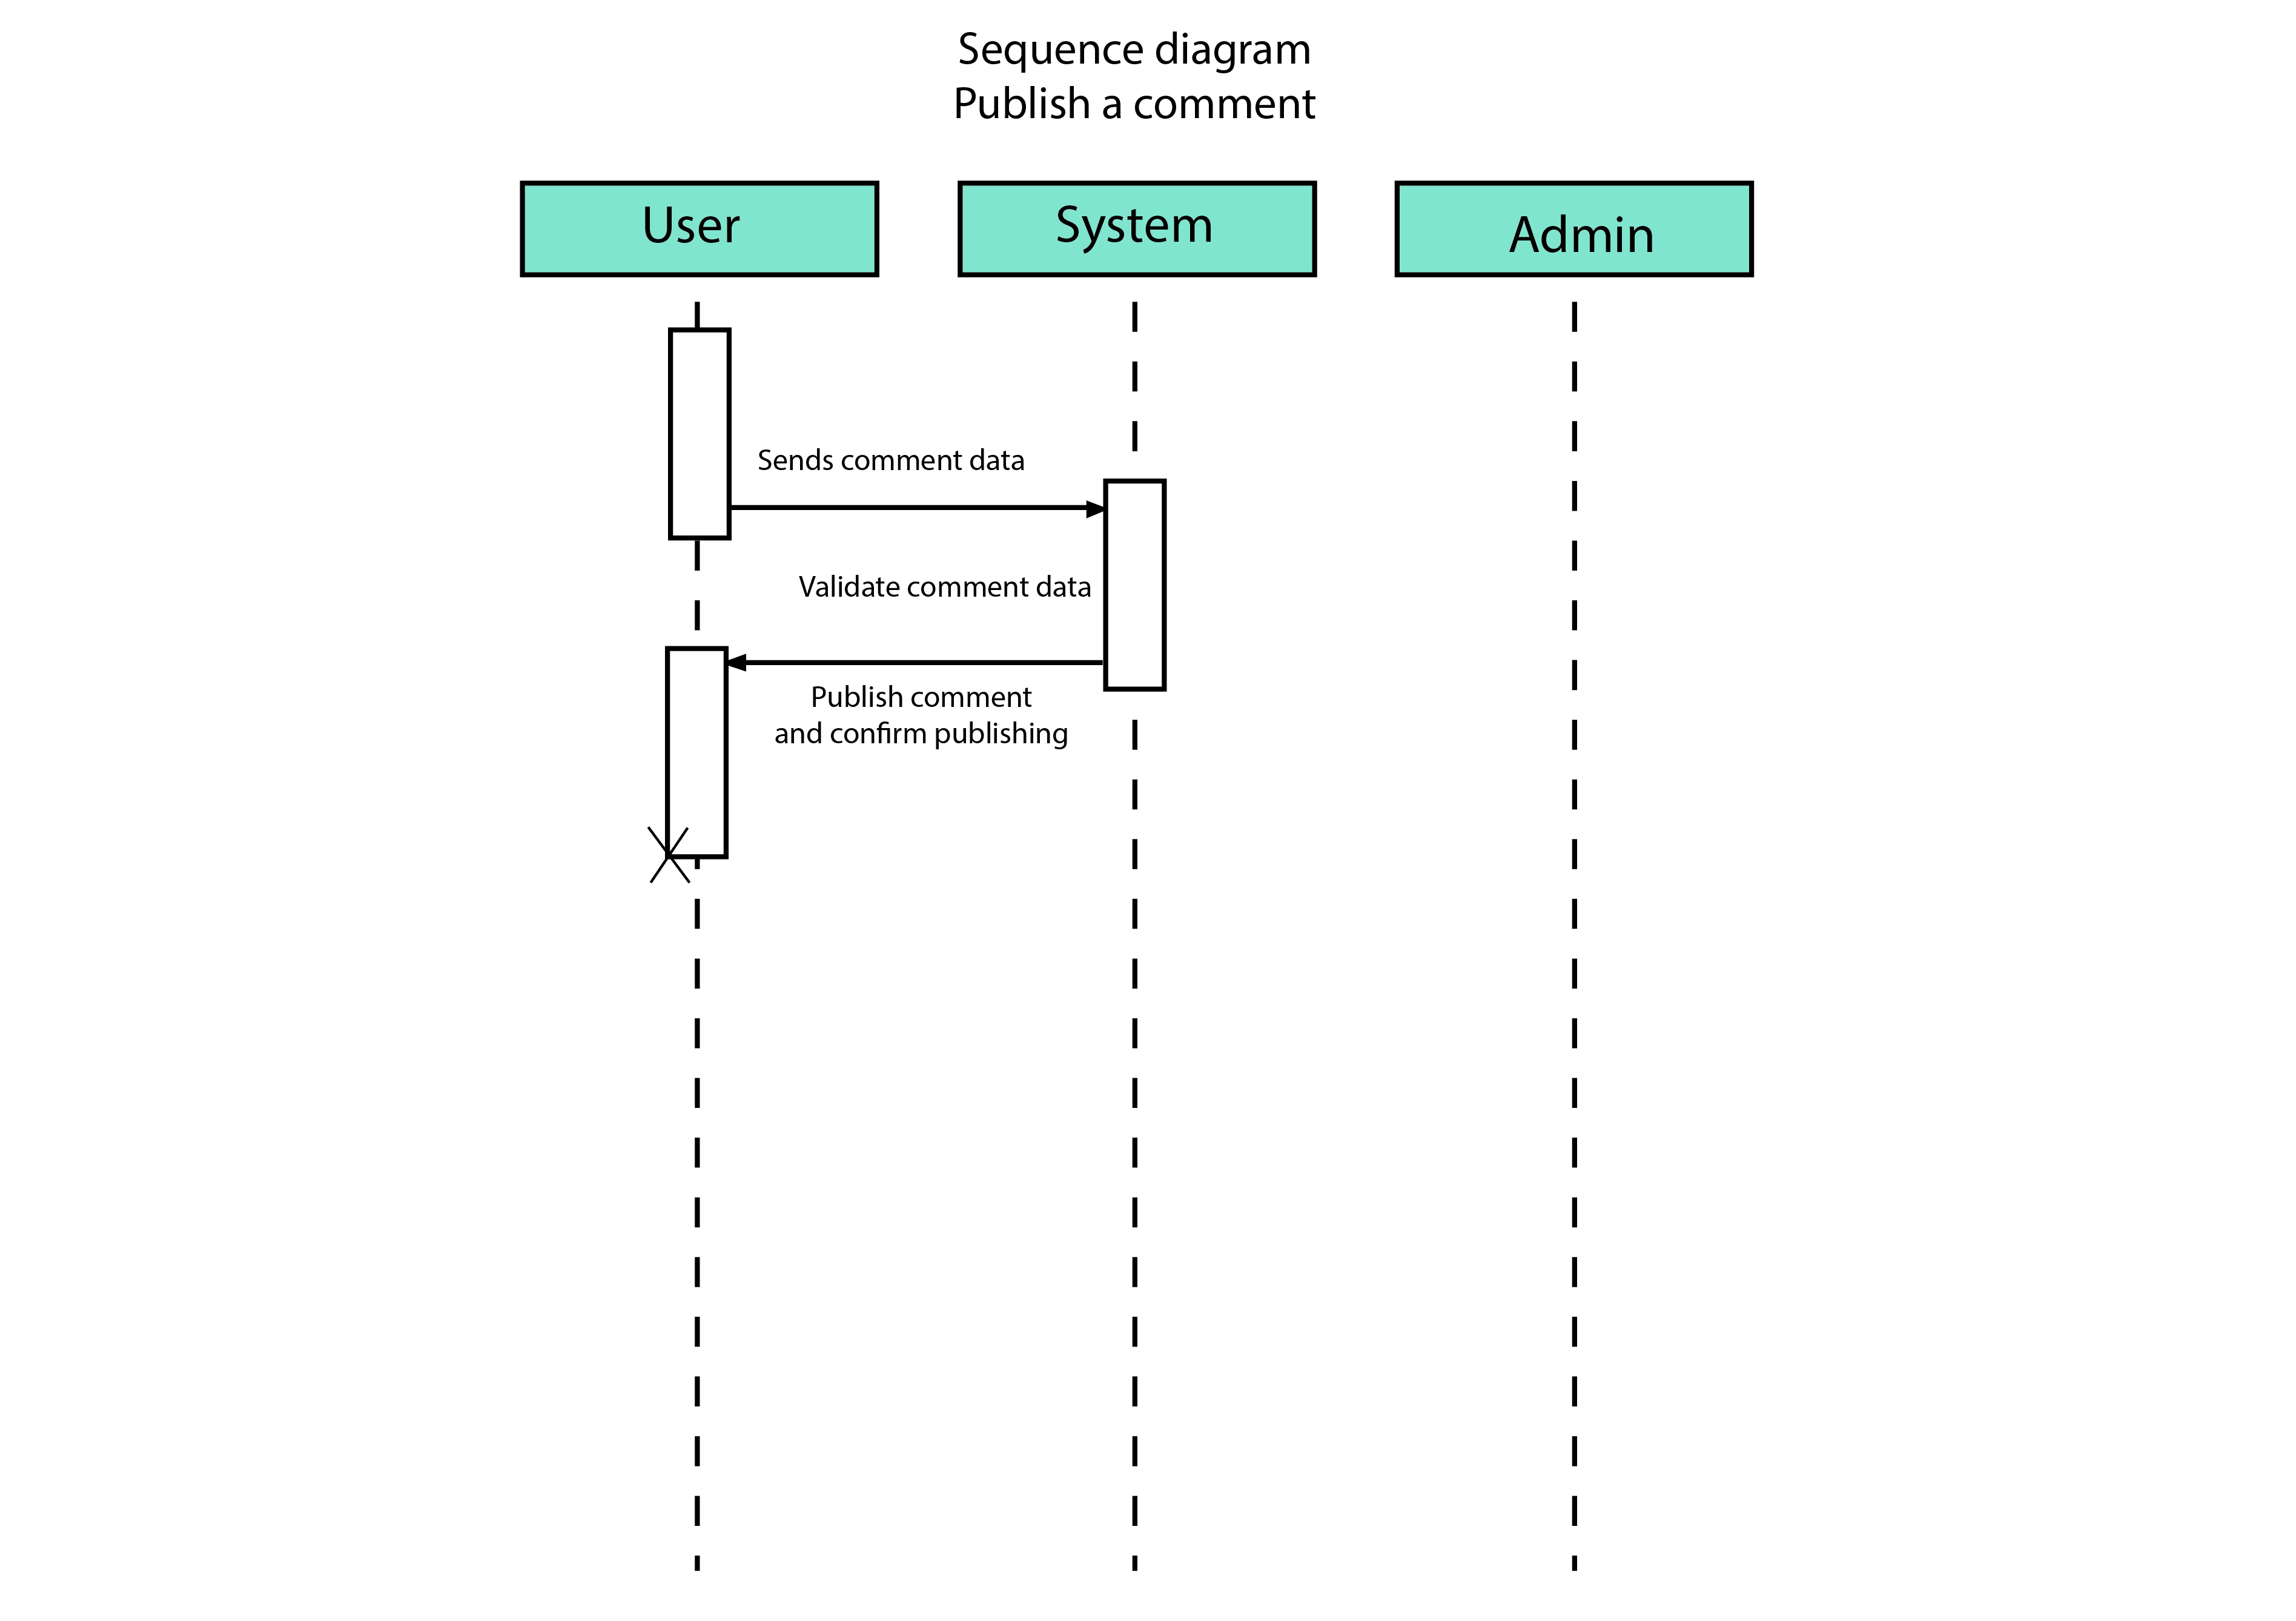 Sequence diagram
Publish a comment
User
System
Admin
Sends comment data
Validate comment data
Publish comment
and confirm publishing